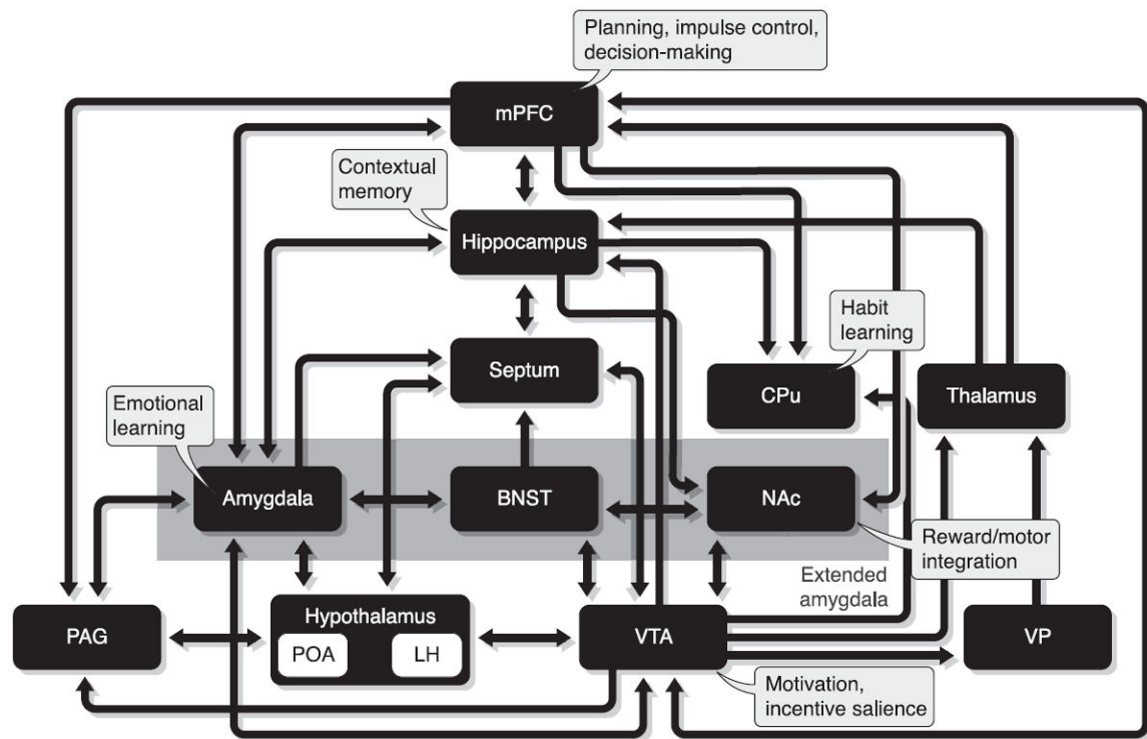 Planning, impulse control,
decision-making
mPFC
Contextual
memory
Hippocampus
Habit
learning
Septum
CPu
Thalamus
Emotional
learning
Amygdala
BNST
NAc
Reward/motor
integration
Extended
amygdala
PAG
Hypothalamus
POA
LH
VTA
VP
Motivation,
incentive salience